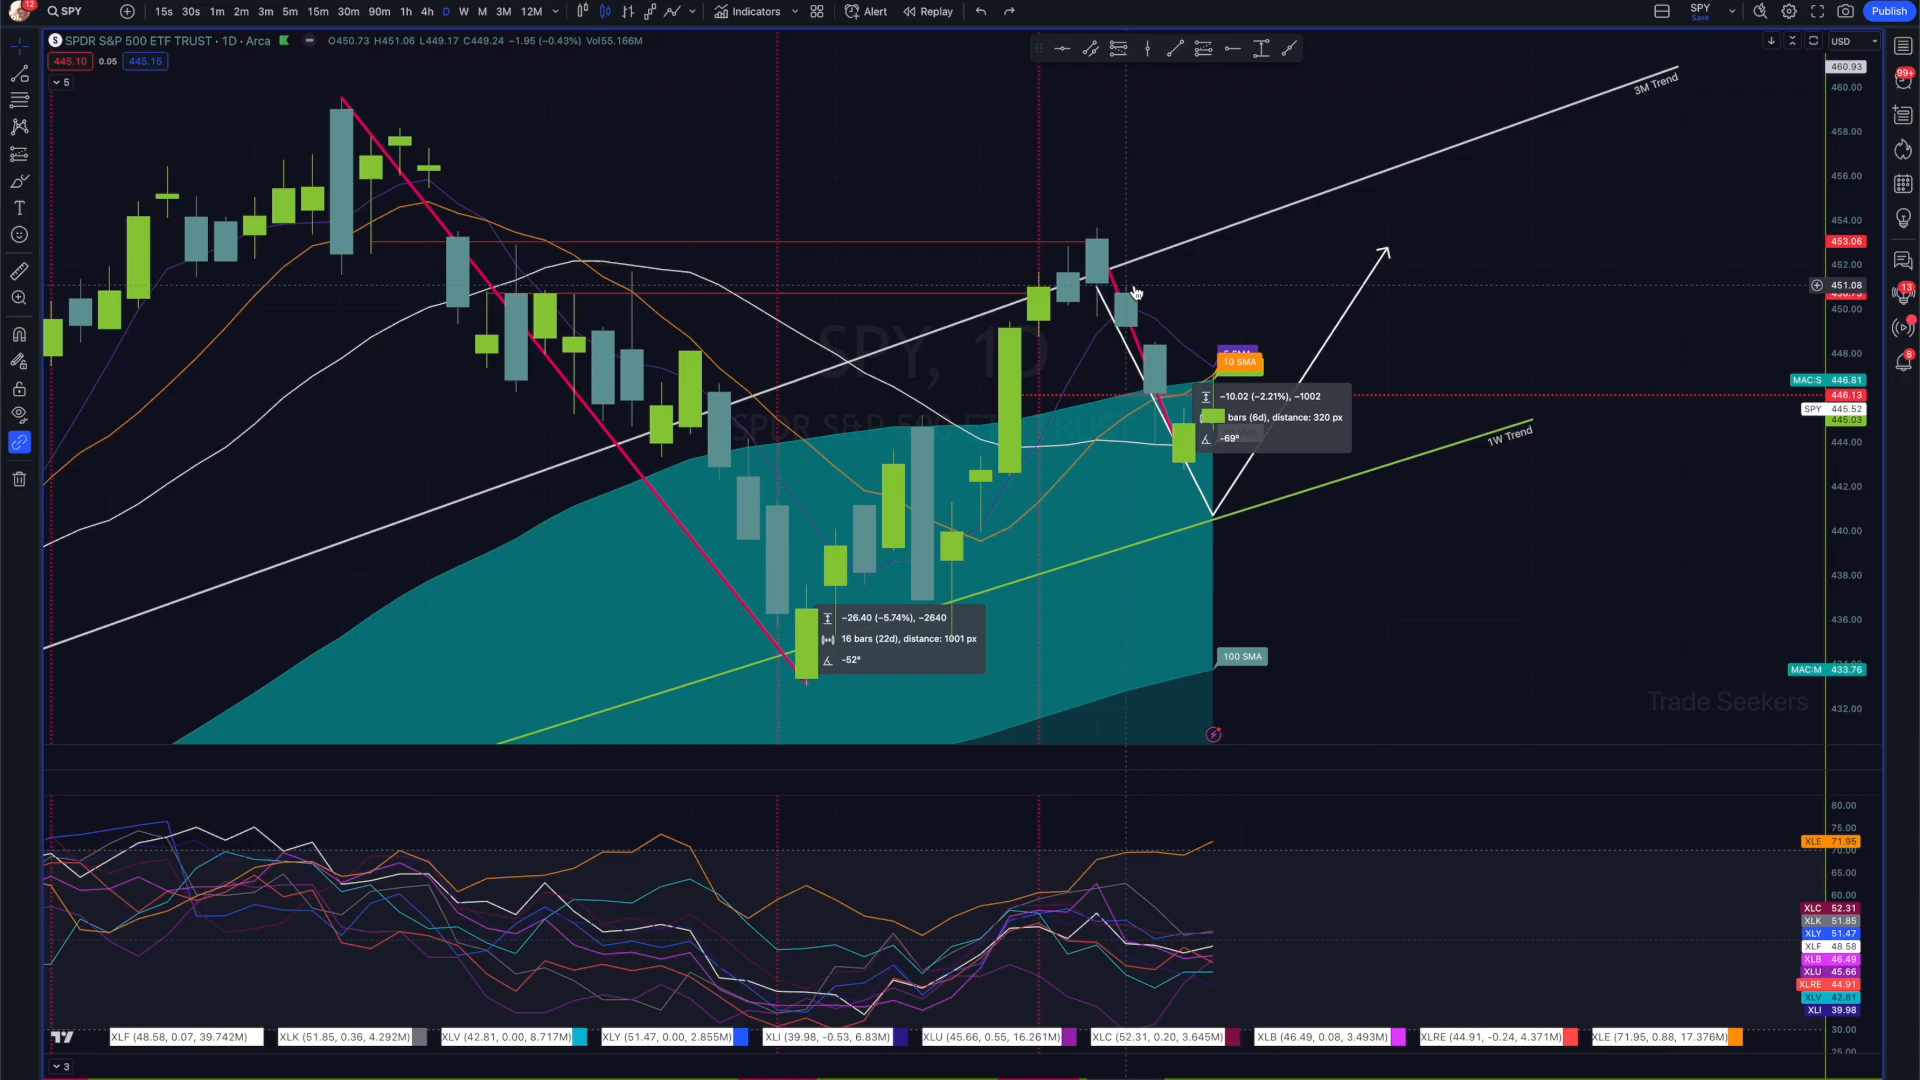 12 SPY 15s 30s 1m 2m 3m 5m 15m 30m 90m 1h 4h D W M 3M 12M Indicators Alert Replay SPY Save Publish
S SPDR S&P 500 ETF TRUST · 1D · Arca O450.73 H451.06 L449.17 C449.24 −1.95 (−0.43%) Vol55.166M USD
445.10 0.05 445.15
5
460.93
460.00
3M Trend
99+
458.00
456.00
454.00
453.06
452.00
451.08
13
450.00
SPY, 1D
448.00
8
10 SMA
MAC:S 446.81
−10.02 (−2.21%), −1002
446.13
SPY 445.52
bars (6d), distance: 320 px
445.03
−69°
1W Trend
444.00
442.00
440.00
438.00
−26.40 (−5.74%), −2640
436.00
16 bars (22d), distance: 1001 px
−52°
100 SMA
MAC:M 433.76
Trade Seekers
432.00
80.00
75.00
XLE 71.95
70.00
65.00
60.00
XLC 52.31
XLK 51.85
XLY 51.47
XLF 48.58
XLB 46.49
XLU 45.66
XLRE 44.91
XLV 42.81
XLI 39.98
30.00
XLF (48.58, 0.07, 39.742M) XLK (51.85, 0.36, 4.292M) XLV (42.81, 0.00, 8.717M) XLY (51.47, 0.00, 2.855M) XLI (39.98, -0.53, 6.83M) XLU (45.66, 0.55, 16.261M) XLC (52.31, 0.20, 3.645M) XLB (46.49, 0.08, 3.493M) XLRE (44.91, -0.24, 4.371M) XLE (71.95, 0.88, 17.376M)
25.00
3